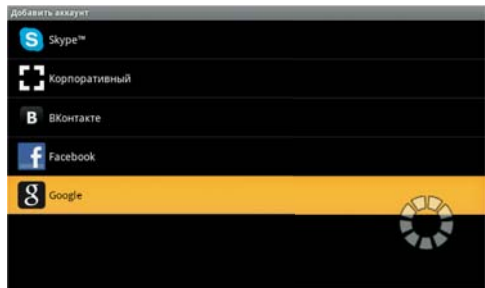 Добавить аккаунт
Skype™
Корпоративный
B ВКонтакте
f Facebook
g Google